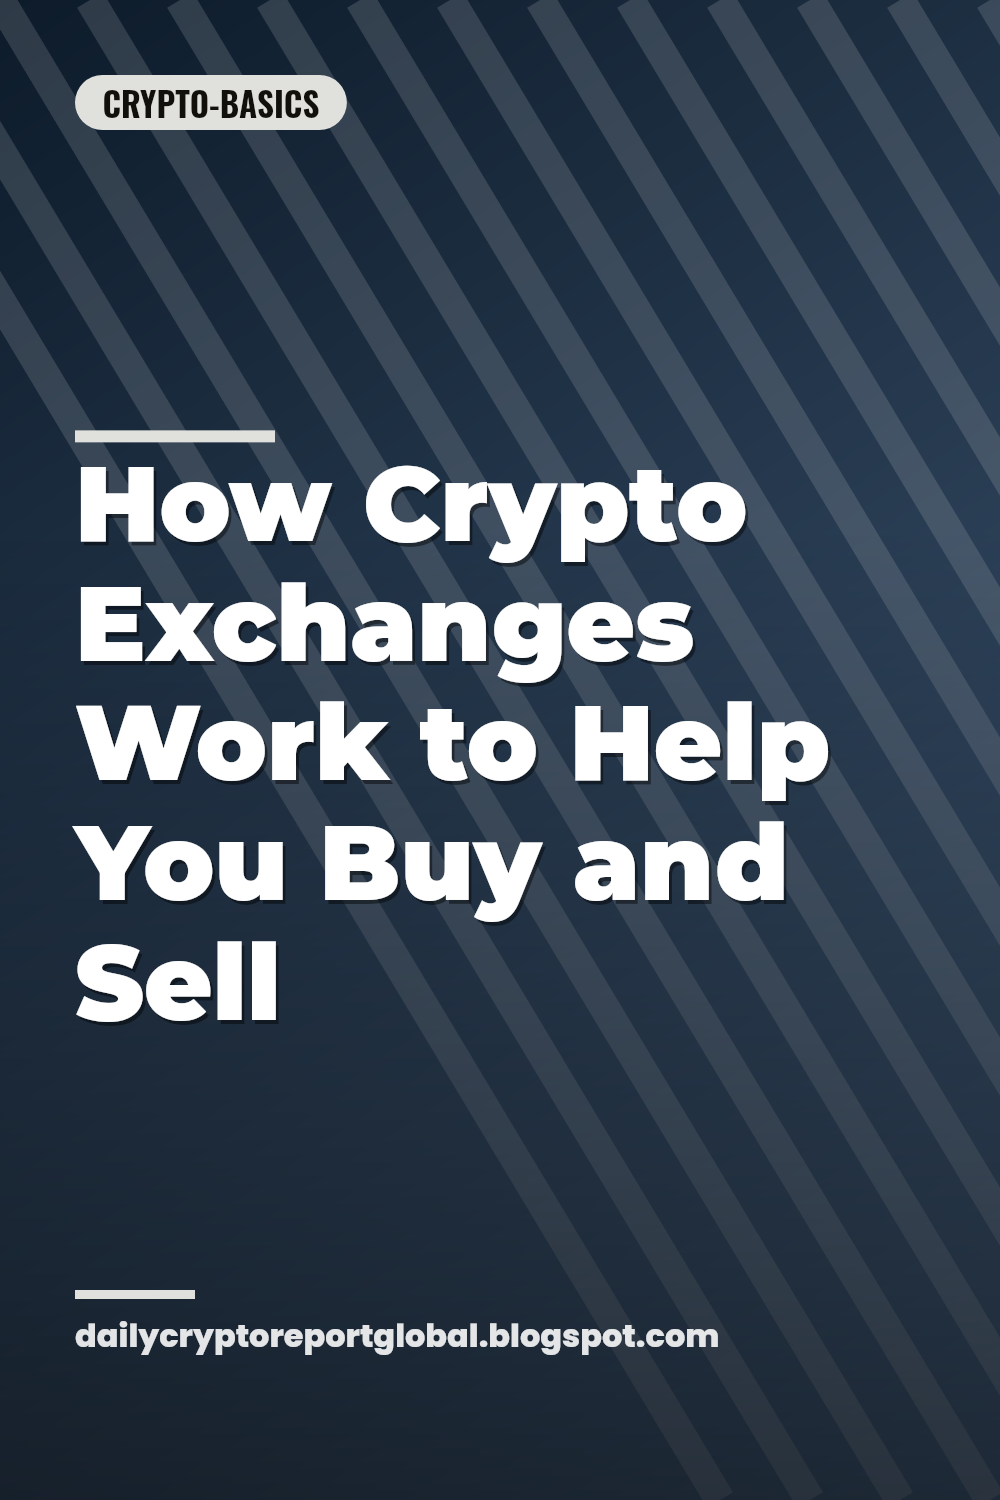 CRYPTO-BASICS
How Crypto
Exchanges
Work to Help
You Buy and
Sell
dailycryptoreportglobal.blogspot.com